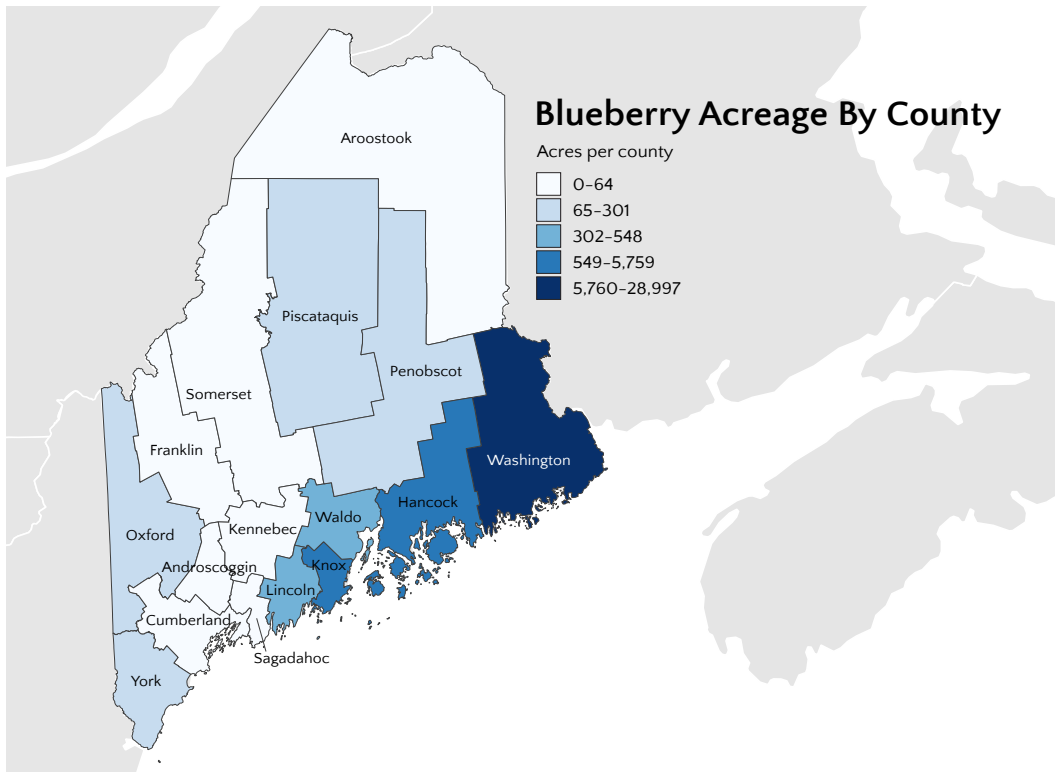 Blueberry Acreage By County
Acres per county
0-64
65-301
302-548
549-5,759
5,760-28,997
Aroostook
Piscataquis
Penobscot
Somerset
Franklin
Washington
Hancock
Waldo
Kennebec
Oxford
Androscoggin
Knox
Lincoln
Cumberland
Sagadahoc
York